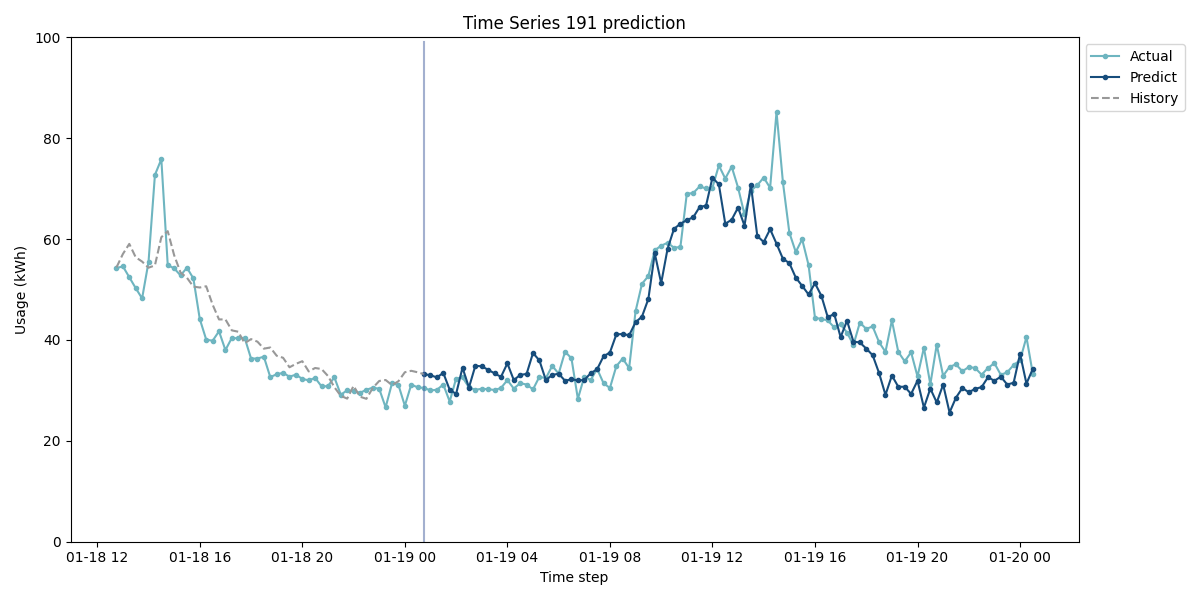 Time Series 191 prediction
100
80
60
40
20
0
Usage (kWh)
01-18 12
01-18 16
01-18 20
01-19 00
01-19 04
01-19 08
01-19 12
01-19 16
01-19 20
01-20 00
Time step
Actual
Predict
History